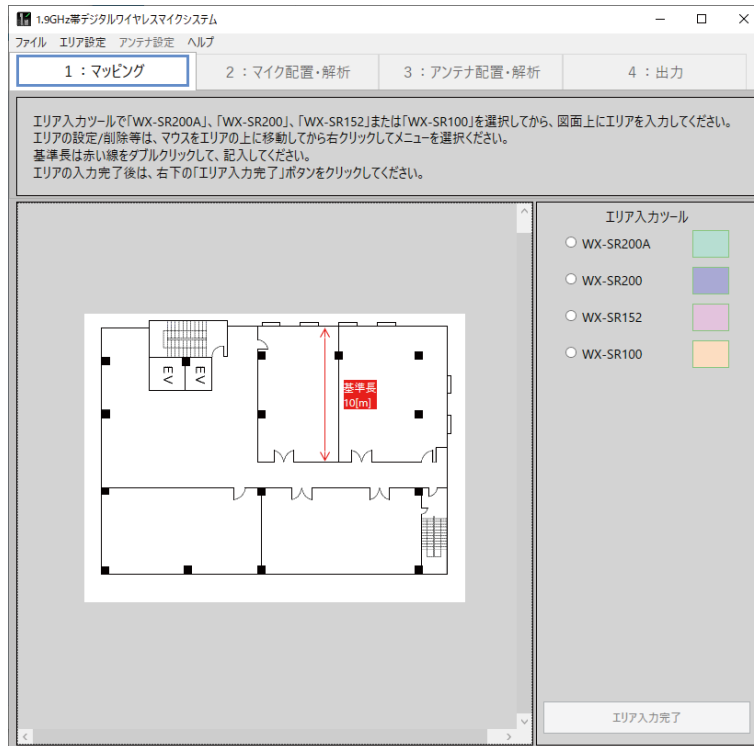 1.9GHz帯デジタルワイヤレスマイクシステム
ファイル エリア設定 アンテナ設定 ヘルプ
1：マッピング 2：マイク配置・解析 3：アンテナ配置・解析 4：出力
エリア入力ツールで「WX-SR200A」、「WX-SR200」、「WX-SR152」または「WX-SR100」を選択してから、図面上にエリアを入力してください。
エリアの設定/削除等は、マウスをエリアの上に移動してから右クリックしてメニューを選択ください。
基準長は赤い線をダブルクリックして、記入してください。
エリアの入力完了後は、右下の「エリア入力完了」ボタンをクリックしてください。
エリア入力ツール
WX-SR200A
WX-SR200
WX-SR152
WX-SR100
EV EV
基準長
10[m]
エリア入力完了